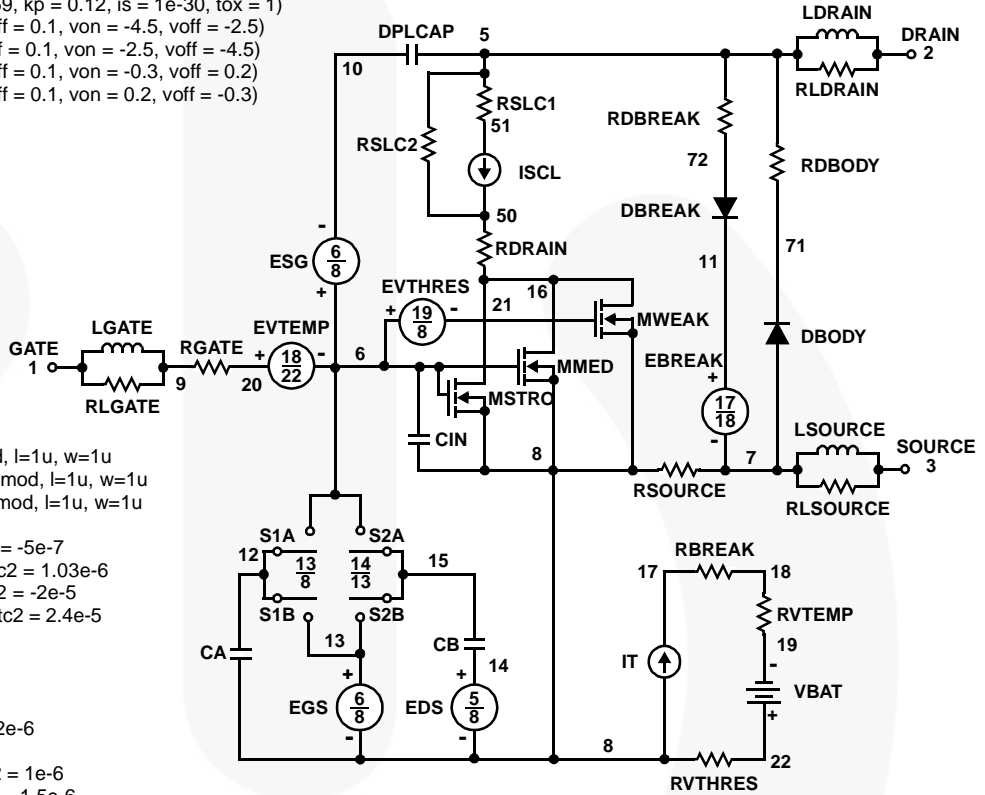 59, kp = 0.12, is = 1e-30, tox = 1)
ff = 0.1, von = -4.5, voff = -2.5)
f = 0.1, von = -2.5, voff = -4.5)
ff = 0.1, von = -0.3, voff = 0.2)
ff = 0.1, von = 0.2, voff = -0.3)
LDRAIN
DPLCAP 5
DRAIN
2
10
RLDRAIN
RSLC1
51
RDBREAK
RSLC2
72
RDBODY
ISCL
DBREAK
50
RDRAIN
71
11
ESG 6/8
EVTHRES
16
21
19/8
MWEAK
LGATE
EVTEMP
GATE
1
RGATE
18/22
6
MMED
EBREAK
DBODY
9
20
RLGATE
MSTRO
17/18
CIN
LSOURCE
SOURCE
3
8
7
RSOURCE
RLSOURCE
d, l=1u, w=1u
mod, l=1u, w=1u
nod, l=1u, w=1u
= -5e-7
c2 = 1.03e-6
2 = -2e-5
tc2 = 2.4e-5
S1A
S2A
12
13/8
14/13
15
S1B
S2B
13
CA
CB
14
EGS 6/8
EDS 5/8
RBREAK
17
18
RVTEMP
19
IT
VBAT
8
22
RVTHRES
2e-6
2 = 1e-6